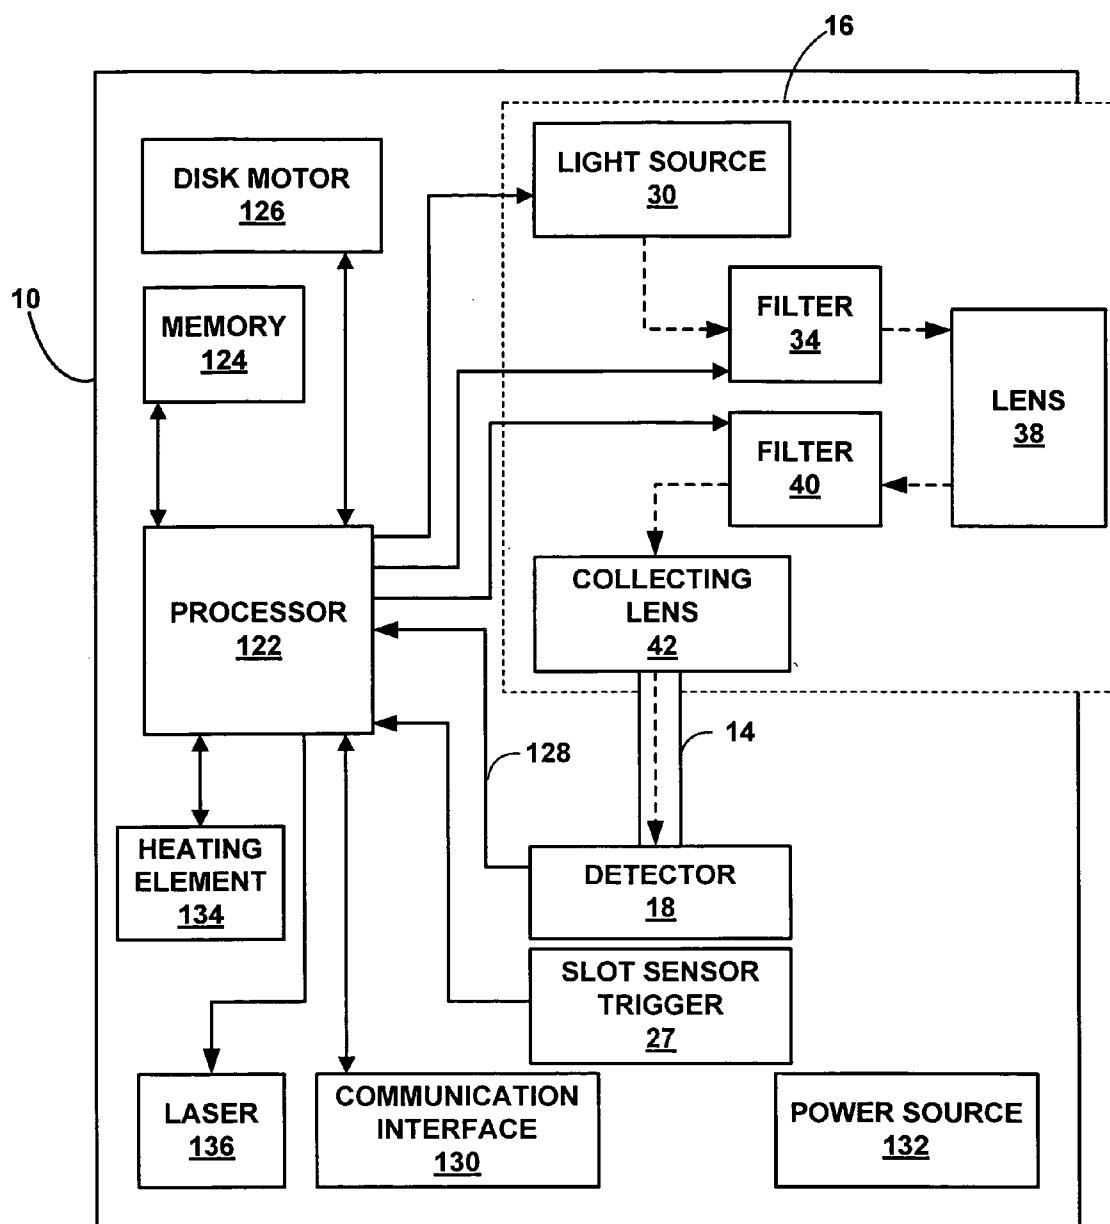 16
LIGHT SOURCE
30
DISK MOTOR
126
10
MEMORY
124
FILTER
34
LENS
38
FILTER
40
COLLECTING
LENS
42
PROCESSOR
122
14
128
HEATING
ELEMENT
134
DETECTOR
18
SLOT SENSOR
TRIGGER
27
LASER
136
COMMUNICATION
INTERFACE
130
POWER SOURCE
132